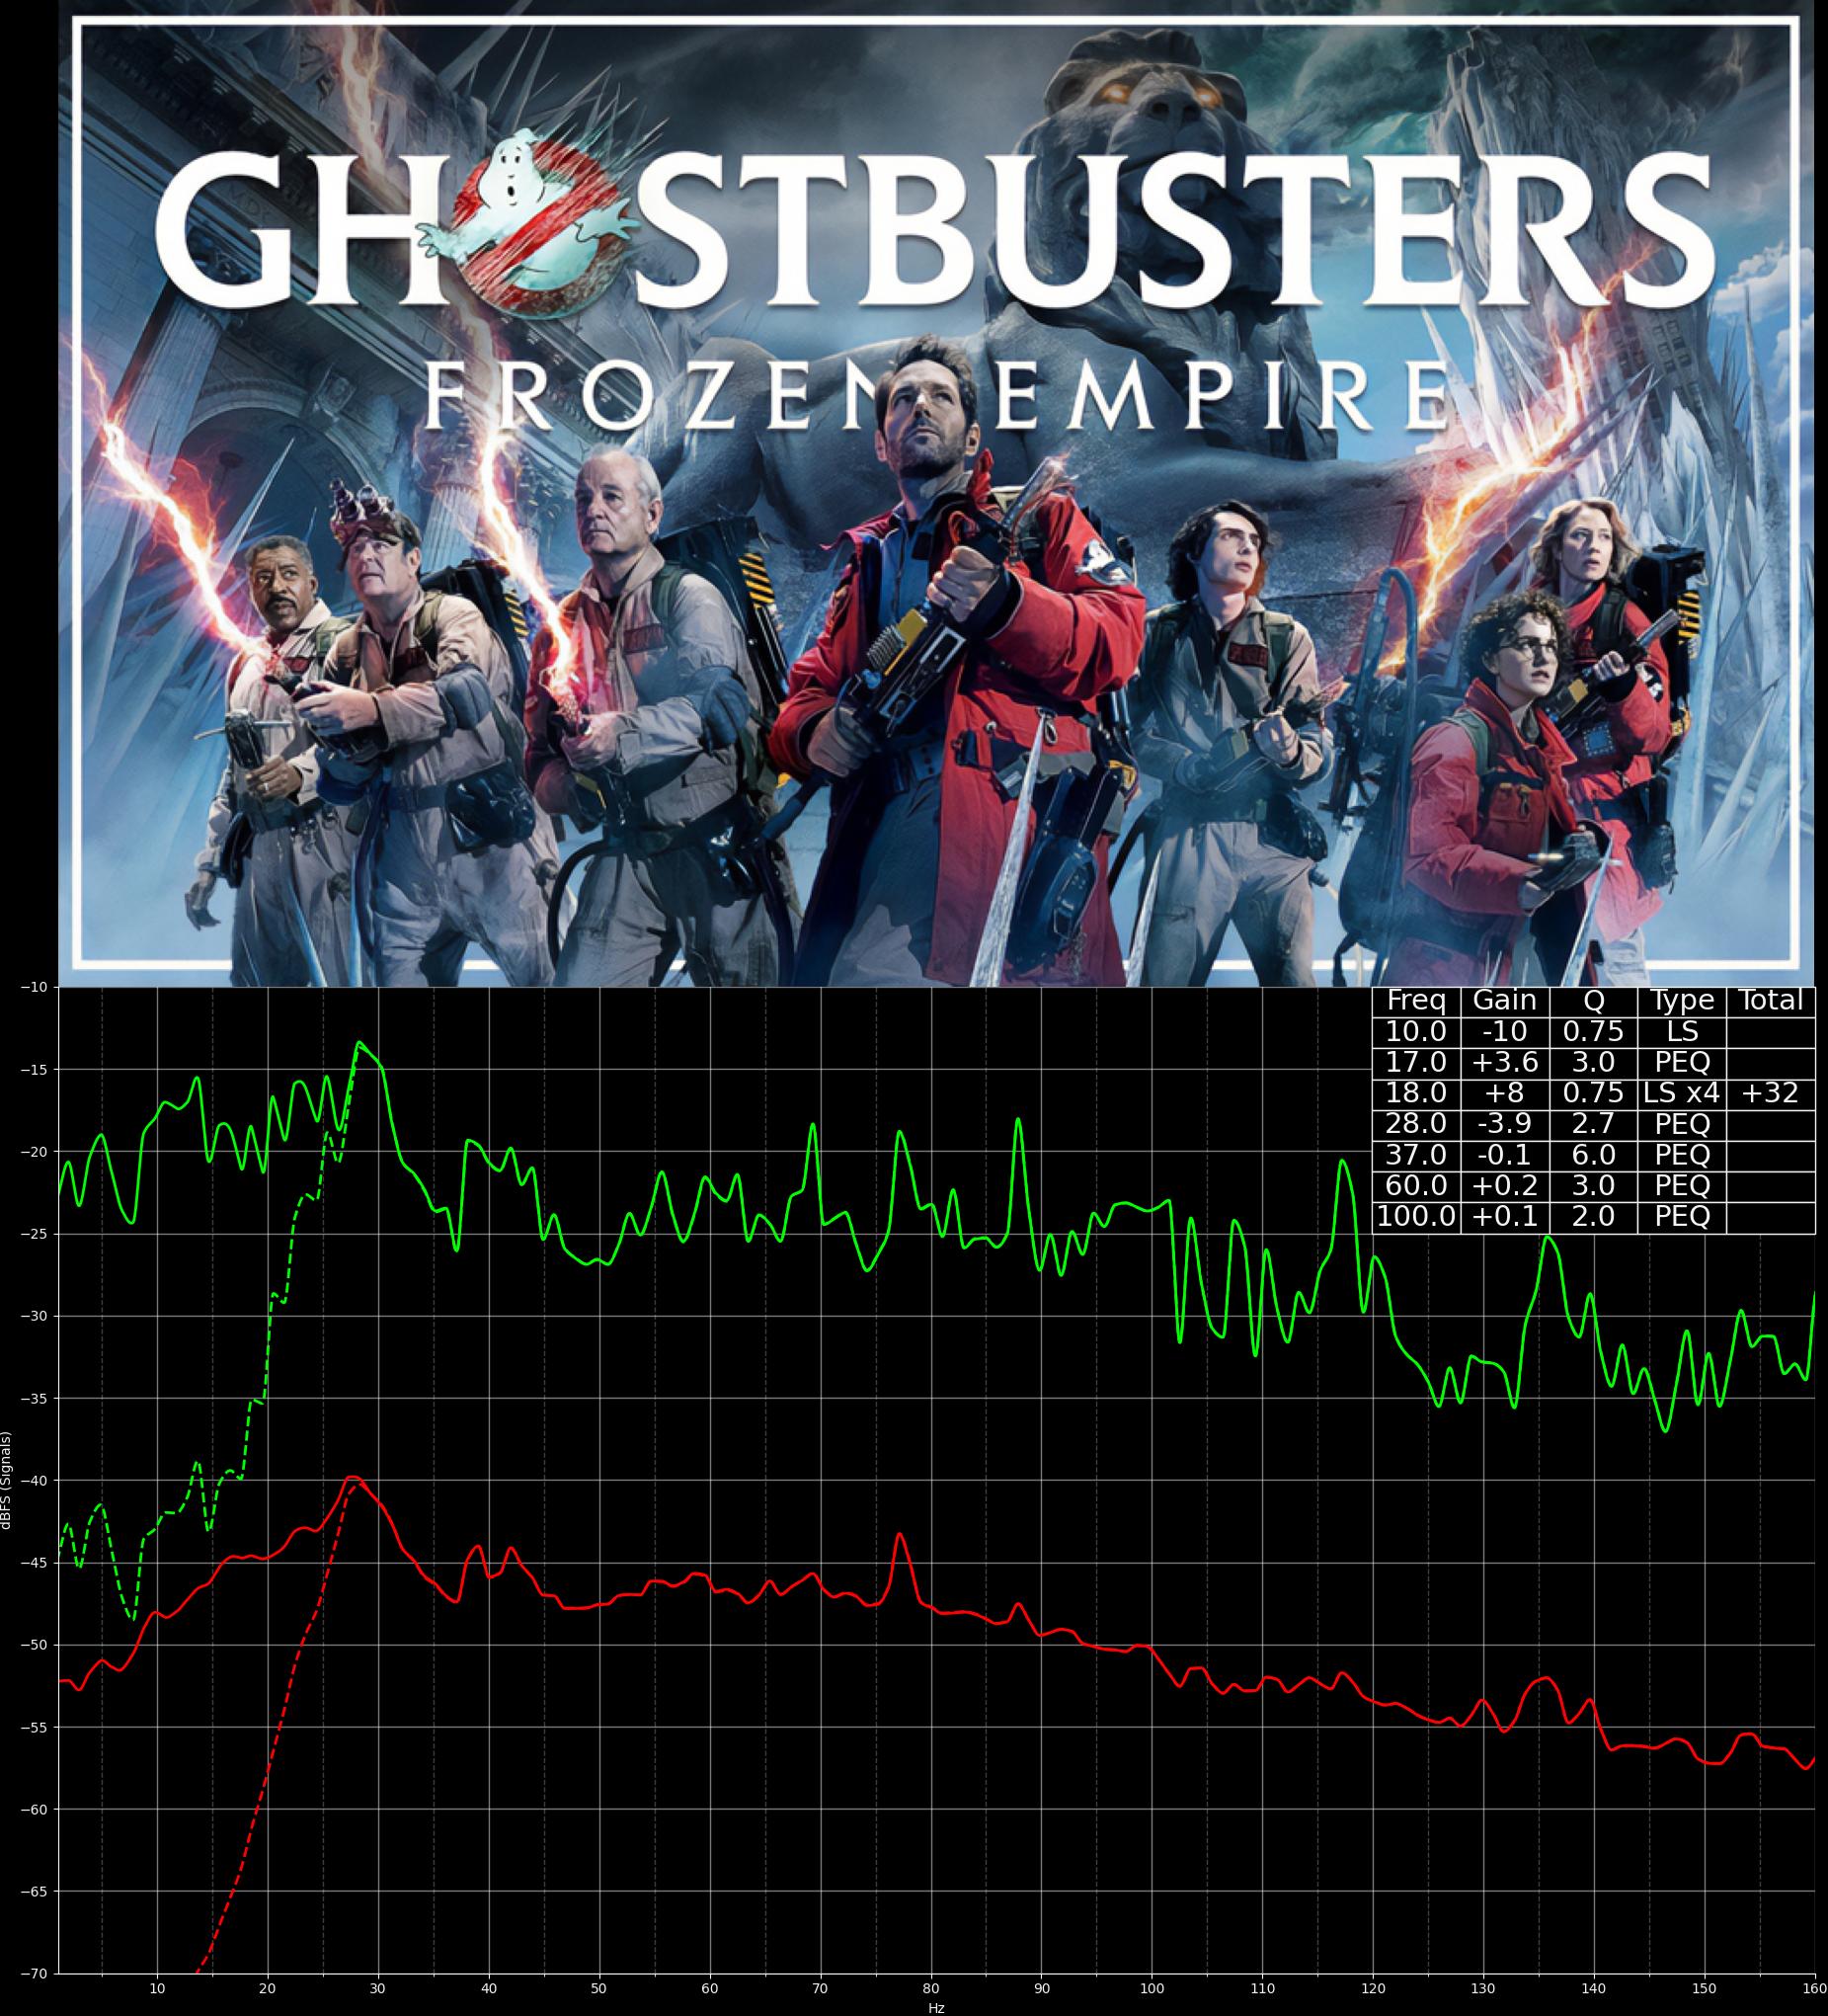 GHOSTBUSTERS
FROZEN EMPIRE
Freq Gain Q Type Total
10.0 -10 0.75 LS
17.0 +3.6 3.0 PEQ
18.0 +8 0.75 LS x4 +32
28.0 -3.9 2.7 PEQ
37.0 -0.1 6.0 PEQ
60.0 +0.2 3.0 PEQ
100.0 +0.1 2.0 PEQ
−10
−15
−20
−25
−30
−35
−40
−45
−50
−55
−60
−65
−70
dBFS (Signals)
10 20 30 40 50 60 70 80 90 100 110 120 130 140 150 160
Hz